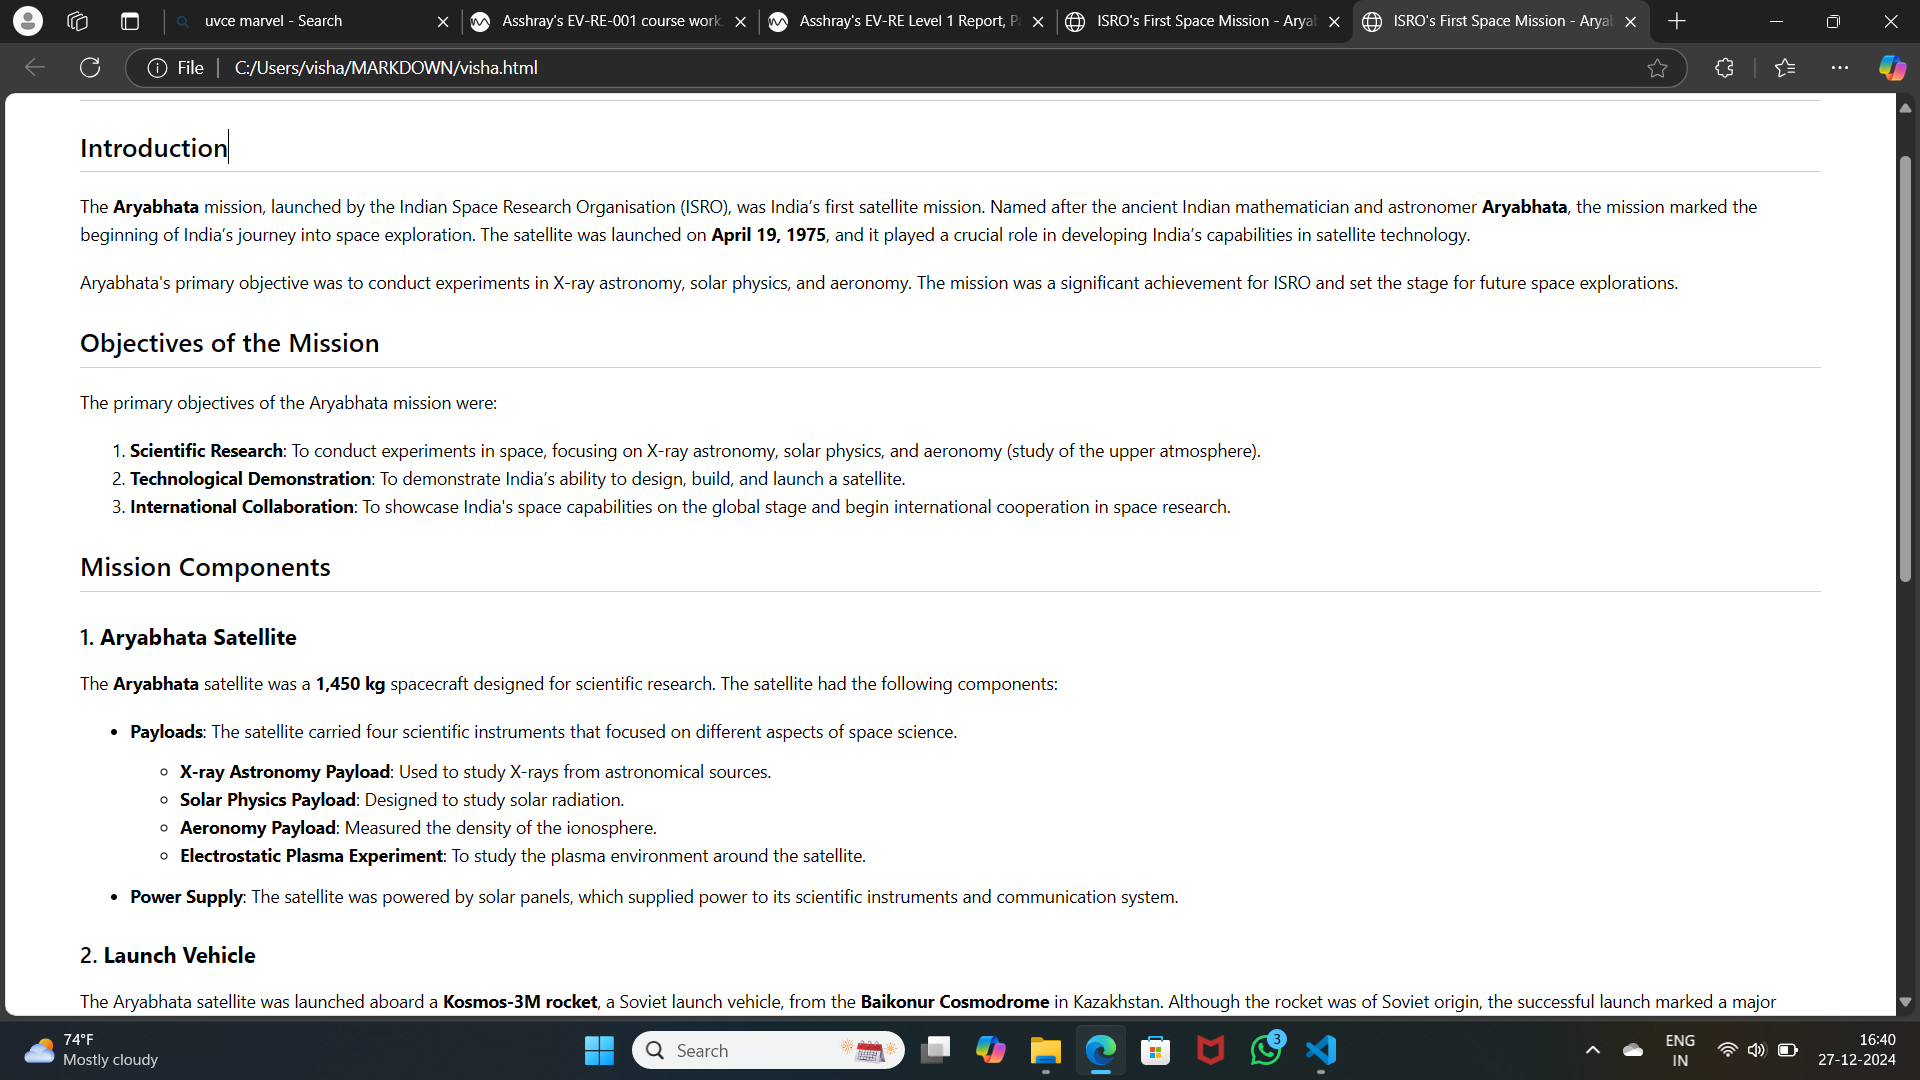 uvce marvel - Search
Asshray's EV-RE-001 course work.
Asshray's EV-RE Level 1 Report, P
ISRO's First Space Mission - Arya
ISRO's First Space Mission - Arya
File
C:/Users/visha/MARKDOWN/visha.html
Introduction
The Aryabhata mission, launched by the Indian Space Research Organisation (ISRO), was India’s first satellite mission. Named after the ancient Indian mathematician and astronomer Aryabhata, the mission marked the
beginning of India’s journey into space exploration. The satellite was launched on April 19, 1975, and it played a crucial role in developing India’s capabilities in satellite technology.
Aryabhata's primary objective was to conduct experiments in X-ray astronomy, solar physics, and aeronomy. The mission was a significant achievement for ISRO and set the stage for future space explorations.
Objectives of the Mission
The primary objectives of the Aryabhata mission were:
1. Scientific Research: To conduct experiments in space, focusing on X-ray astronomy, solar physics, and aeronomy (study of the upper atmosphere).
2. Technological Demonstration: To demonstrate India’s ability to design, build, and launch a satellite.
3. International Collaboration: To showcase India's space capabilities on the global stage and begin international cooperation in space research.
Mission Components
1. Aryabhata Satellite
The Aryabhata satellite was a 1,450 kg spacecraft designed for scientific research. The satellite had the following components:
• Payloads: The satellite carried four scientific instruments that focused on different aspects of space science.
◦ X-ray Astronomy Payload: Used to study X-rays from astronomical sources.
◦ Solar Physics Payload: Designed to study solar radiation.
◦ Aeronomy Payload: Measured the density of the ionosphere.
◦ Electrostatic Plasma Experiment: To study the plasma environment around the satellite.
• Power Supply: The satellite was powered by solar panels, which supplied power to its scientific instruments and communication system.
2. Launch Vehicle
The Aryabhata satellite was launched aboard a Kosmos-3M rocket, a Soviet launch vehicle, from the Baikonur Cosmodrome in Kazakhstan. Although the rocket was of Soviet origin, the successful launch marked a major
74°F
Mostly cloudy
Search
3
ENG
IN
16:40
27-12-2024